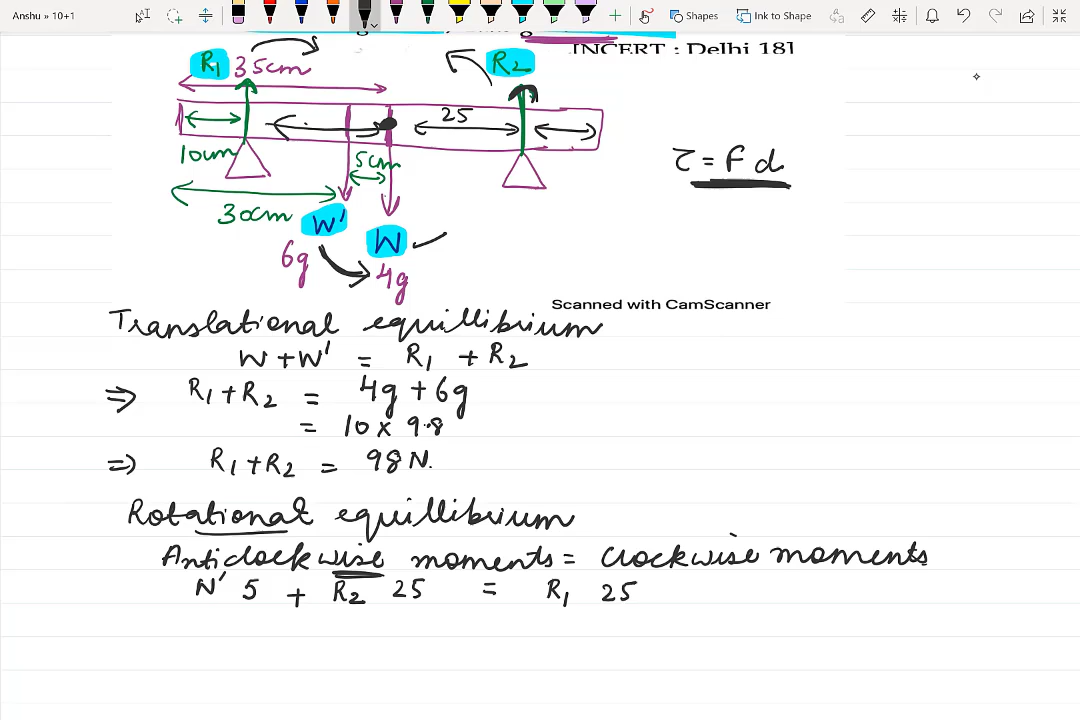 Anshu » 10+1
Shapes
Ink to Shape
[NCERT ; Delhi 18]
R1 35cm
R2
25
10cm
5cm
τ = F d
30cm
W'
W
6g
4g
Scanned with CamScanner
Translational equillibrium
W + W' = R1 + R2
⇒ R1 + R2 = 4g + 6g
= 10 x 9.8
⇒ R1 + R2 = 98 N.
Rotational equillibrium
Anticlockwise moments = Clockwise moments
W' 5 + R2 25 = R1 25